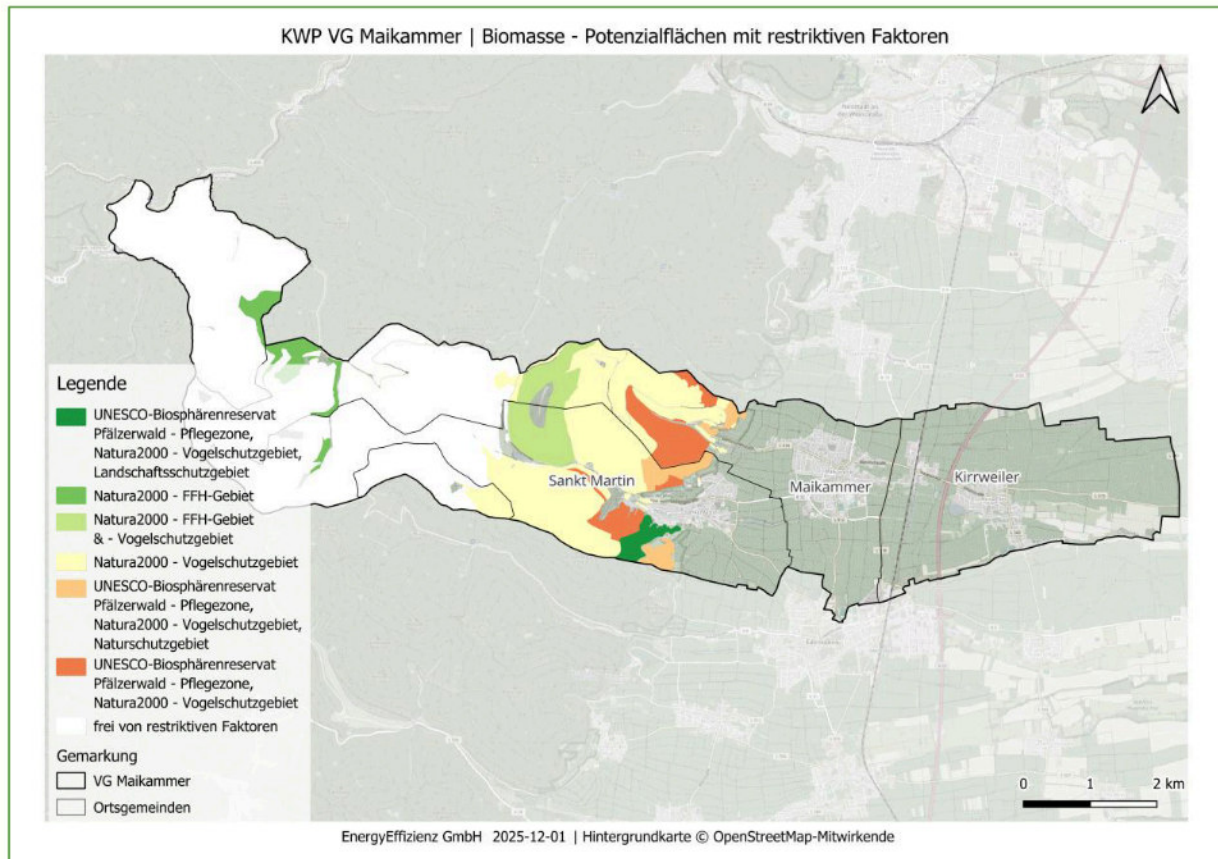 KWP VG Maikammer | Biomasse - Potenzialflächen mit restriktiven Faktoren
Sankt Martin
Maikammer
Kirrweiler
Legende
UNESCO-Biosphärenreservat
Pfälzerwald - Pflegezone,
Natura2000 - Vogelschutzgebiet,
Landschaftsschutzgebiet
Natura2000 - FFH-Gebiet
Natura2000 - FFH-Gebiet
& - Vogelschutzgebiet
Natura2000 - Vogelschutzgebiet
UNESCO-Biosphärenreservat
Pfälzerwald - Pflegezone,
Natura2000 - Vogelschutzgebiet,
Naturschutzgebiet
UNESCO-Biosphärenreservat
Pfälzerwald - Pflegezone,
Natura2000 - Vogelschutzgebiet
frei von restriktiven Faktoren
Gemarkung
VG Maikammer
Ortsgemeinden
0 1 2 km
EnergyEffizienz GmbH 2025-12-01 | Hintergrundkarte © OpenStreetMap-Mitwirkende